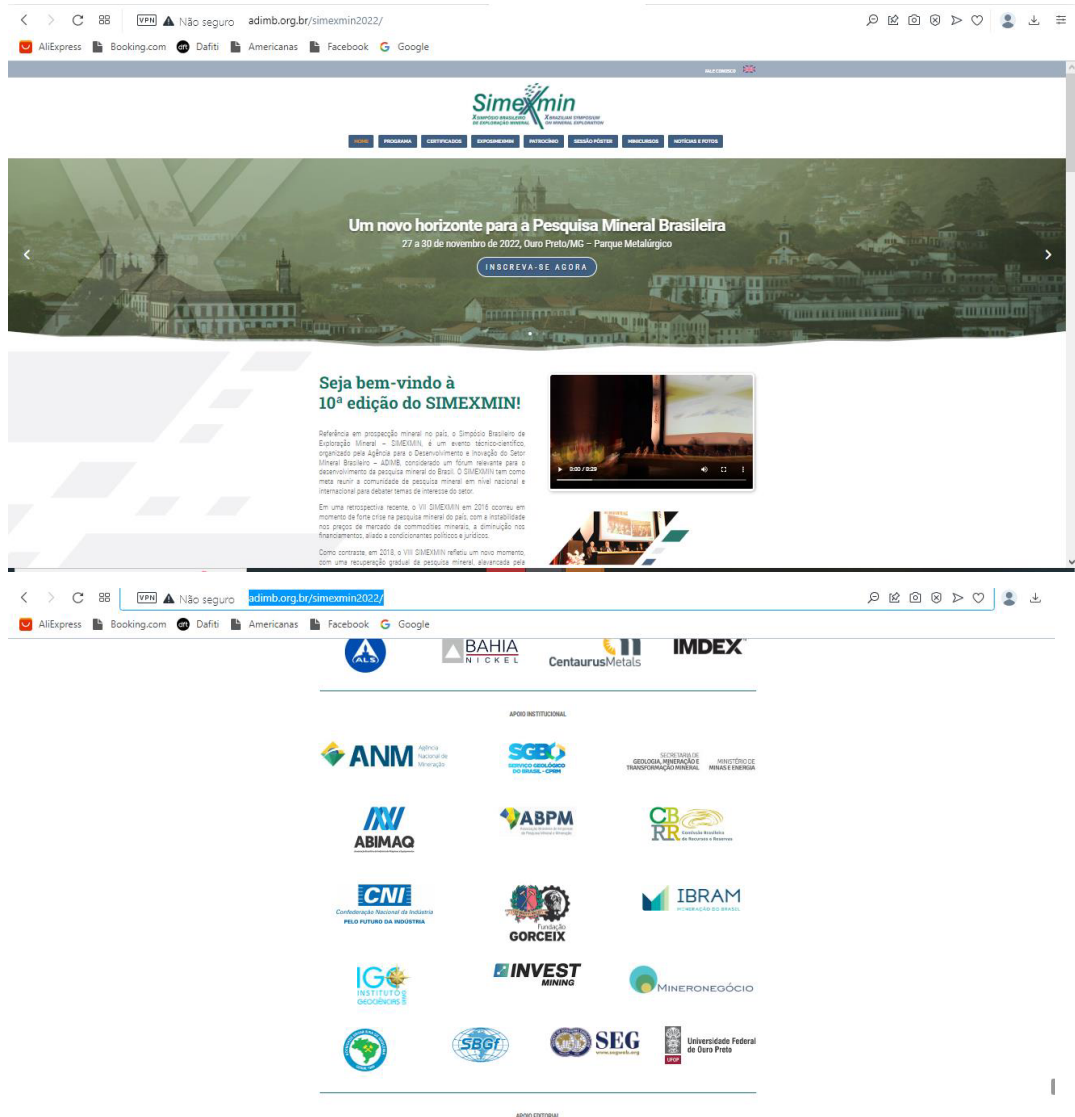 VPN Não seguro adimb.org.br/simexmin2022/
AliExpress Booking.com Dafiti Americanas Facebook Google
FALE CONOSCO
Simexmin
X SIMPÓSIO BRASILEIRO DE EXPLORAÇÃO MINERAL
X BRAZILIAN SYMPOSIUM ON MINERAL EXPLORATION
HOME PROGRAMA CERTIFICADOS EXPOSIMEXMIN PATROCÍNIO SESSÃO PÔSTER MINICURSOS NOTÍCIAS E FOTOS
Um novo horizonte para a Pesquisa Mineral Brasileira
27 a 30 de novembro de 2022, Ouro Preto/MG – Parque Metalúrgico
INSCREVA-SE AGORA
Seja bem-vindo à
10ª edição do SIMEXMIN!
Referência em prospecção mineral no país, o Simpósio Brasileiro de
Exploração Mineral – SIMEXMIN, é um evento técnico-científico,
organizado pela Agência para o Desenvolvimento e Inovação do Setor
Mineral Brasileiro – ADIMB, considerado um fórum relevante para o
desenvolvimento da pesquisa mineral do Brasil. O SIMEXMIN tem como
meta reunir a comunidade de pesquisa mineral em nível nacional e
internacional para debater temas de interesse do setor.
Em uma retrospectiva recente, o VII SIMEXMIN em 2016 ocorreu em
momento de forte crise na pesquisa mineral do país, com a instabilidade
nos preços de mercado de commodities minerais, a diminuição nos
financiamentos, aliado a condicionantes políticos e jurídicos.
Como contraste, em 2018, o VIII SIMEXMIN refletiu um novo momento,
com uma recuperação gradual da pesquisa mineral, alavancada pela
0:00 / 0:29
VPN Não seguro adimb.org.br/simexmin2022/
AliExpress Booking.com Dafiti Americanas Facebook Google
ALS
BAHIA NICKEL
CentaurusMetals
IMDEX
APOIO INSTITUCIONAL
ANM Agência Nacional de Mineração
SGB SERVIÇO GEOLÓGICO DO BRASIL - CPRM
SECRETARIA DE GEOLOGIA, MINERAÇÃO E TRANSFORMAÇÃO MINERAL
MINISTÉRIO DE MINAS E ENERGIA
ABIMAQ
ABPM
CBRR Comissão Brasileira de Recursos e Reservas
CNI
Confederação Nacional da Indústria
PELO FUTURO DA INDÚSTRIA
Fundação GORCEIX
IBRAM
MINERAÇÃO DO BRASIL
IGC INSTITUTO GEOCIÊNCIAS
INVEST MINING
MINERONEGÓCIO
SBGf
SEG
www.segweb.org
UFOP
Universidade Federal de Ouro Preto
APOIO EDITORIAL